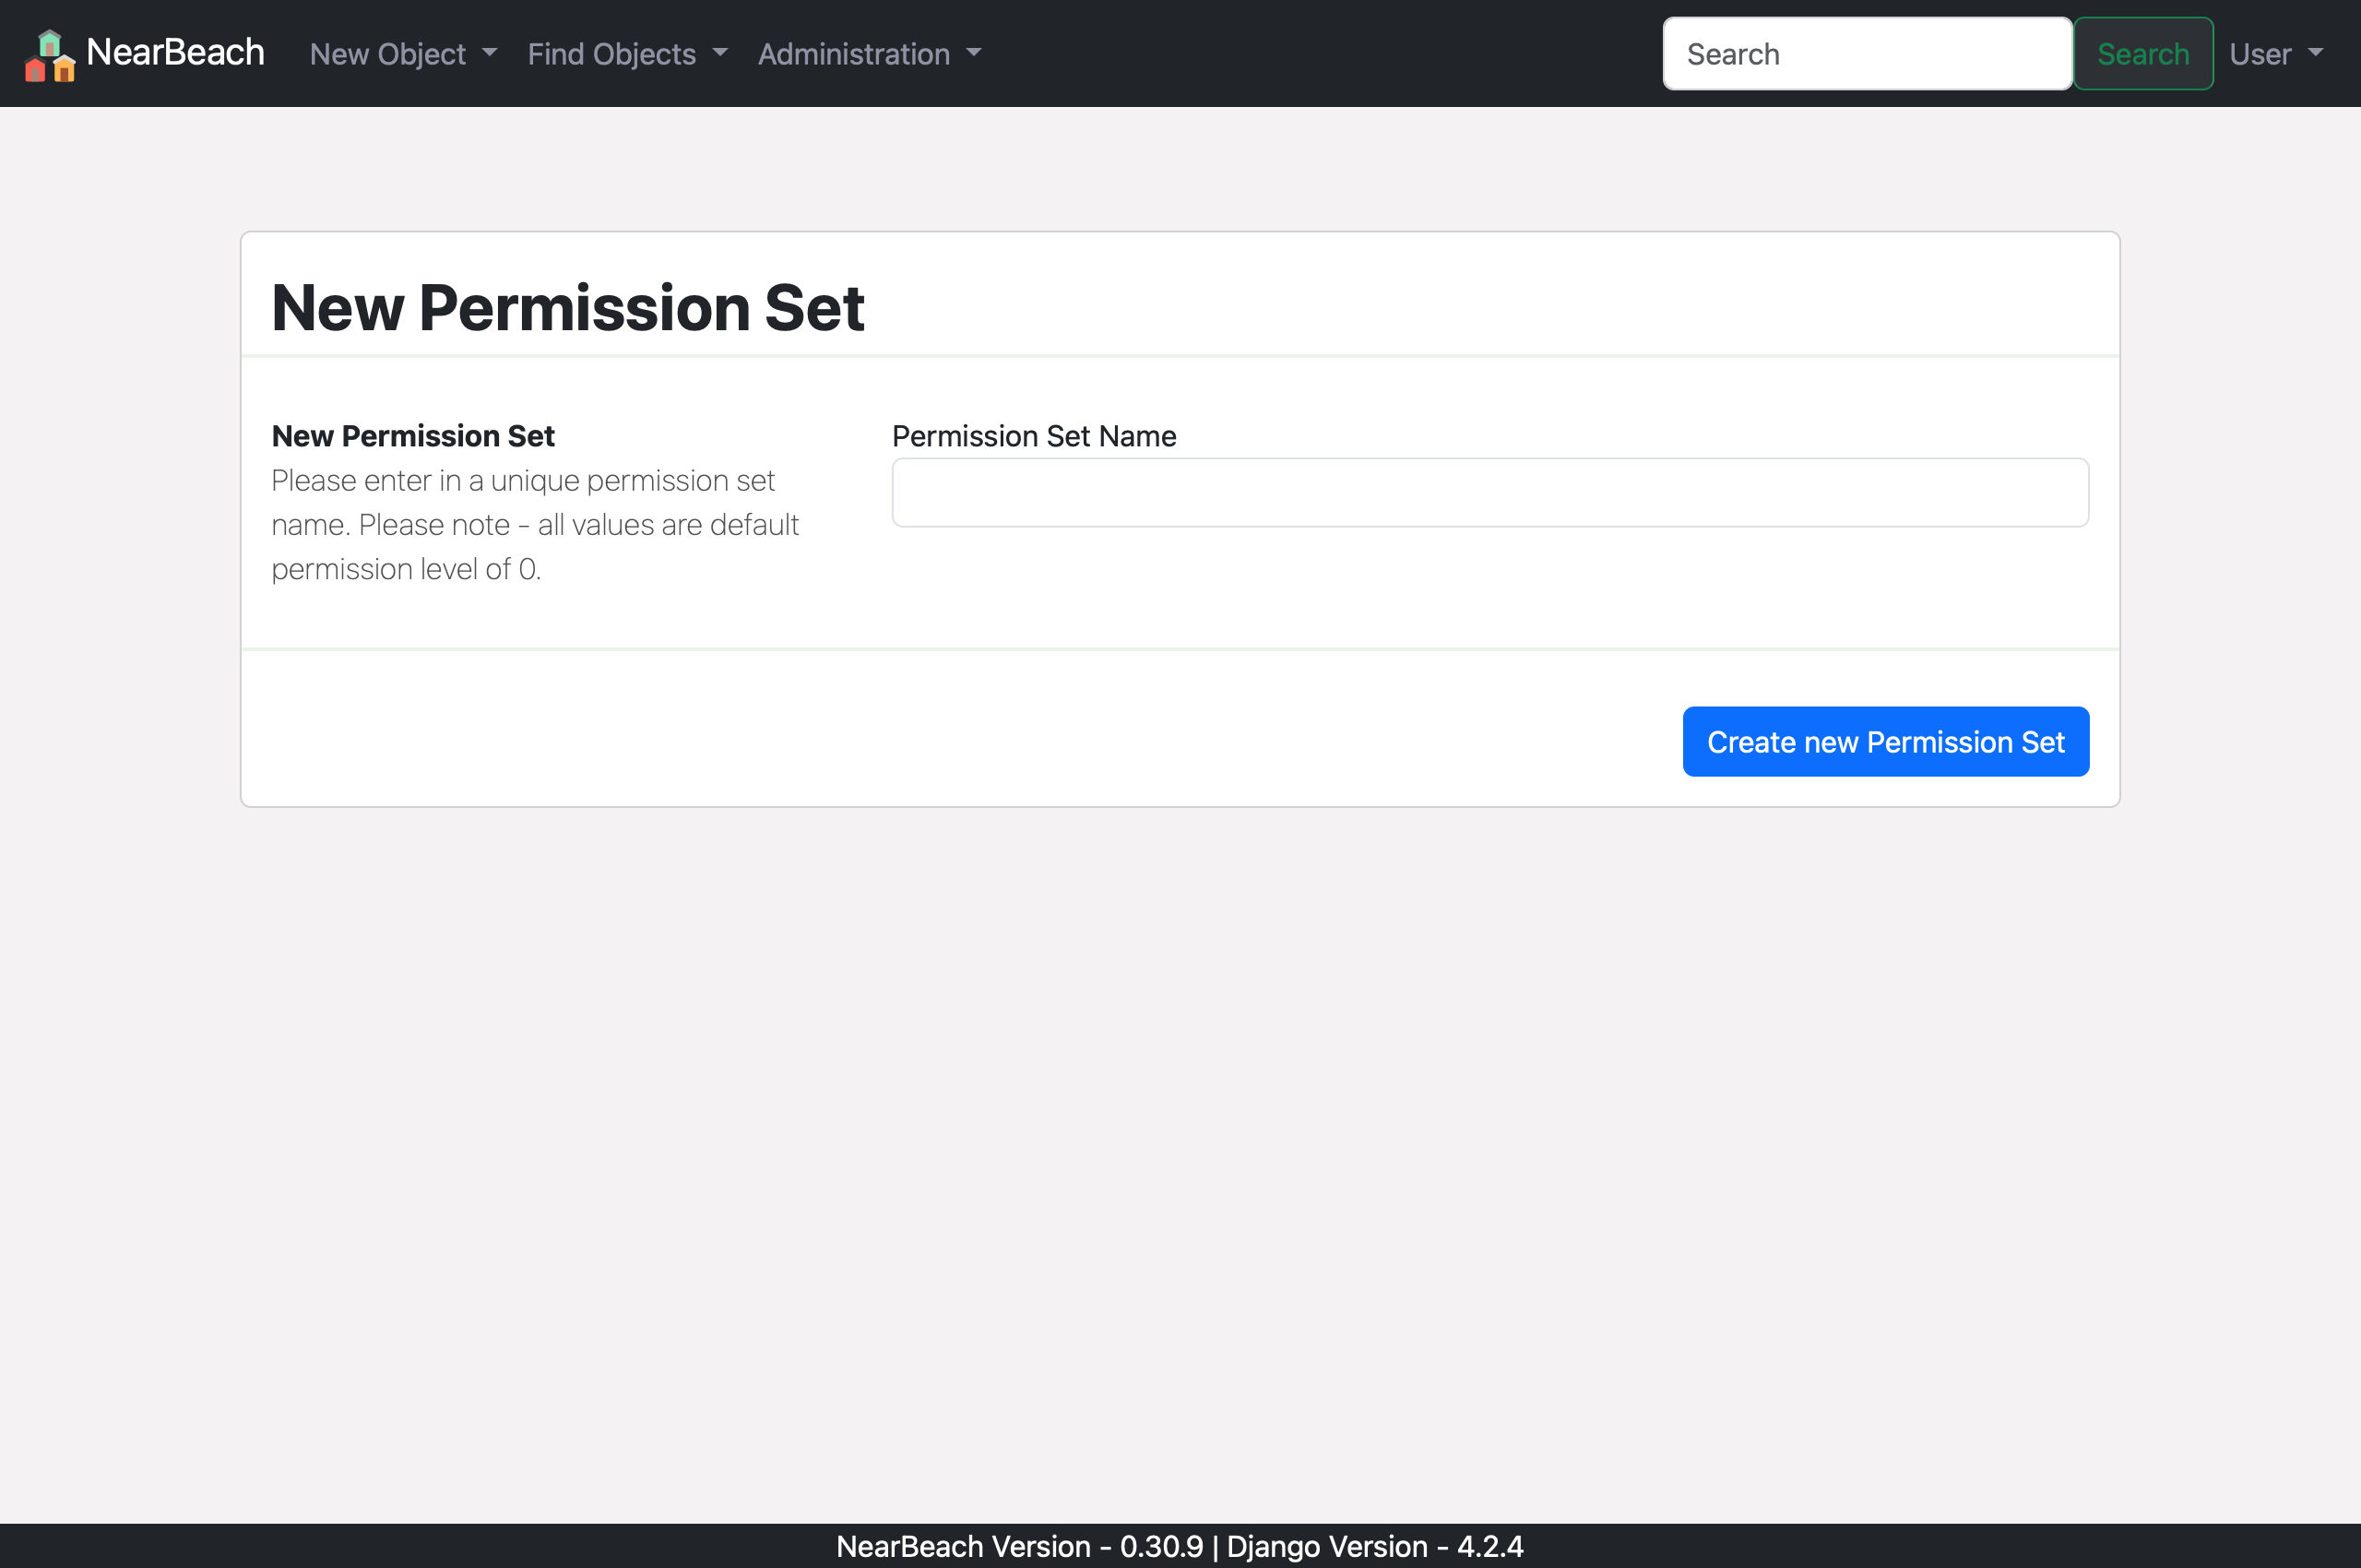 NearBeach New Object Find Objects Administration Search Search User
New Permission Set
New Permission Set
Please enter in a unique permission set
name. Please note - all values are default
permission level of 0.
Permission Set Name
Create new Permission Set
NearBeach Version - 0.30.9 | Django Version - 4.2.4